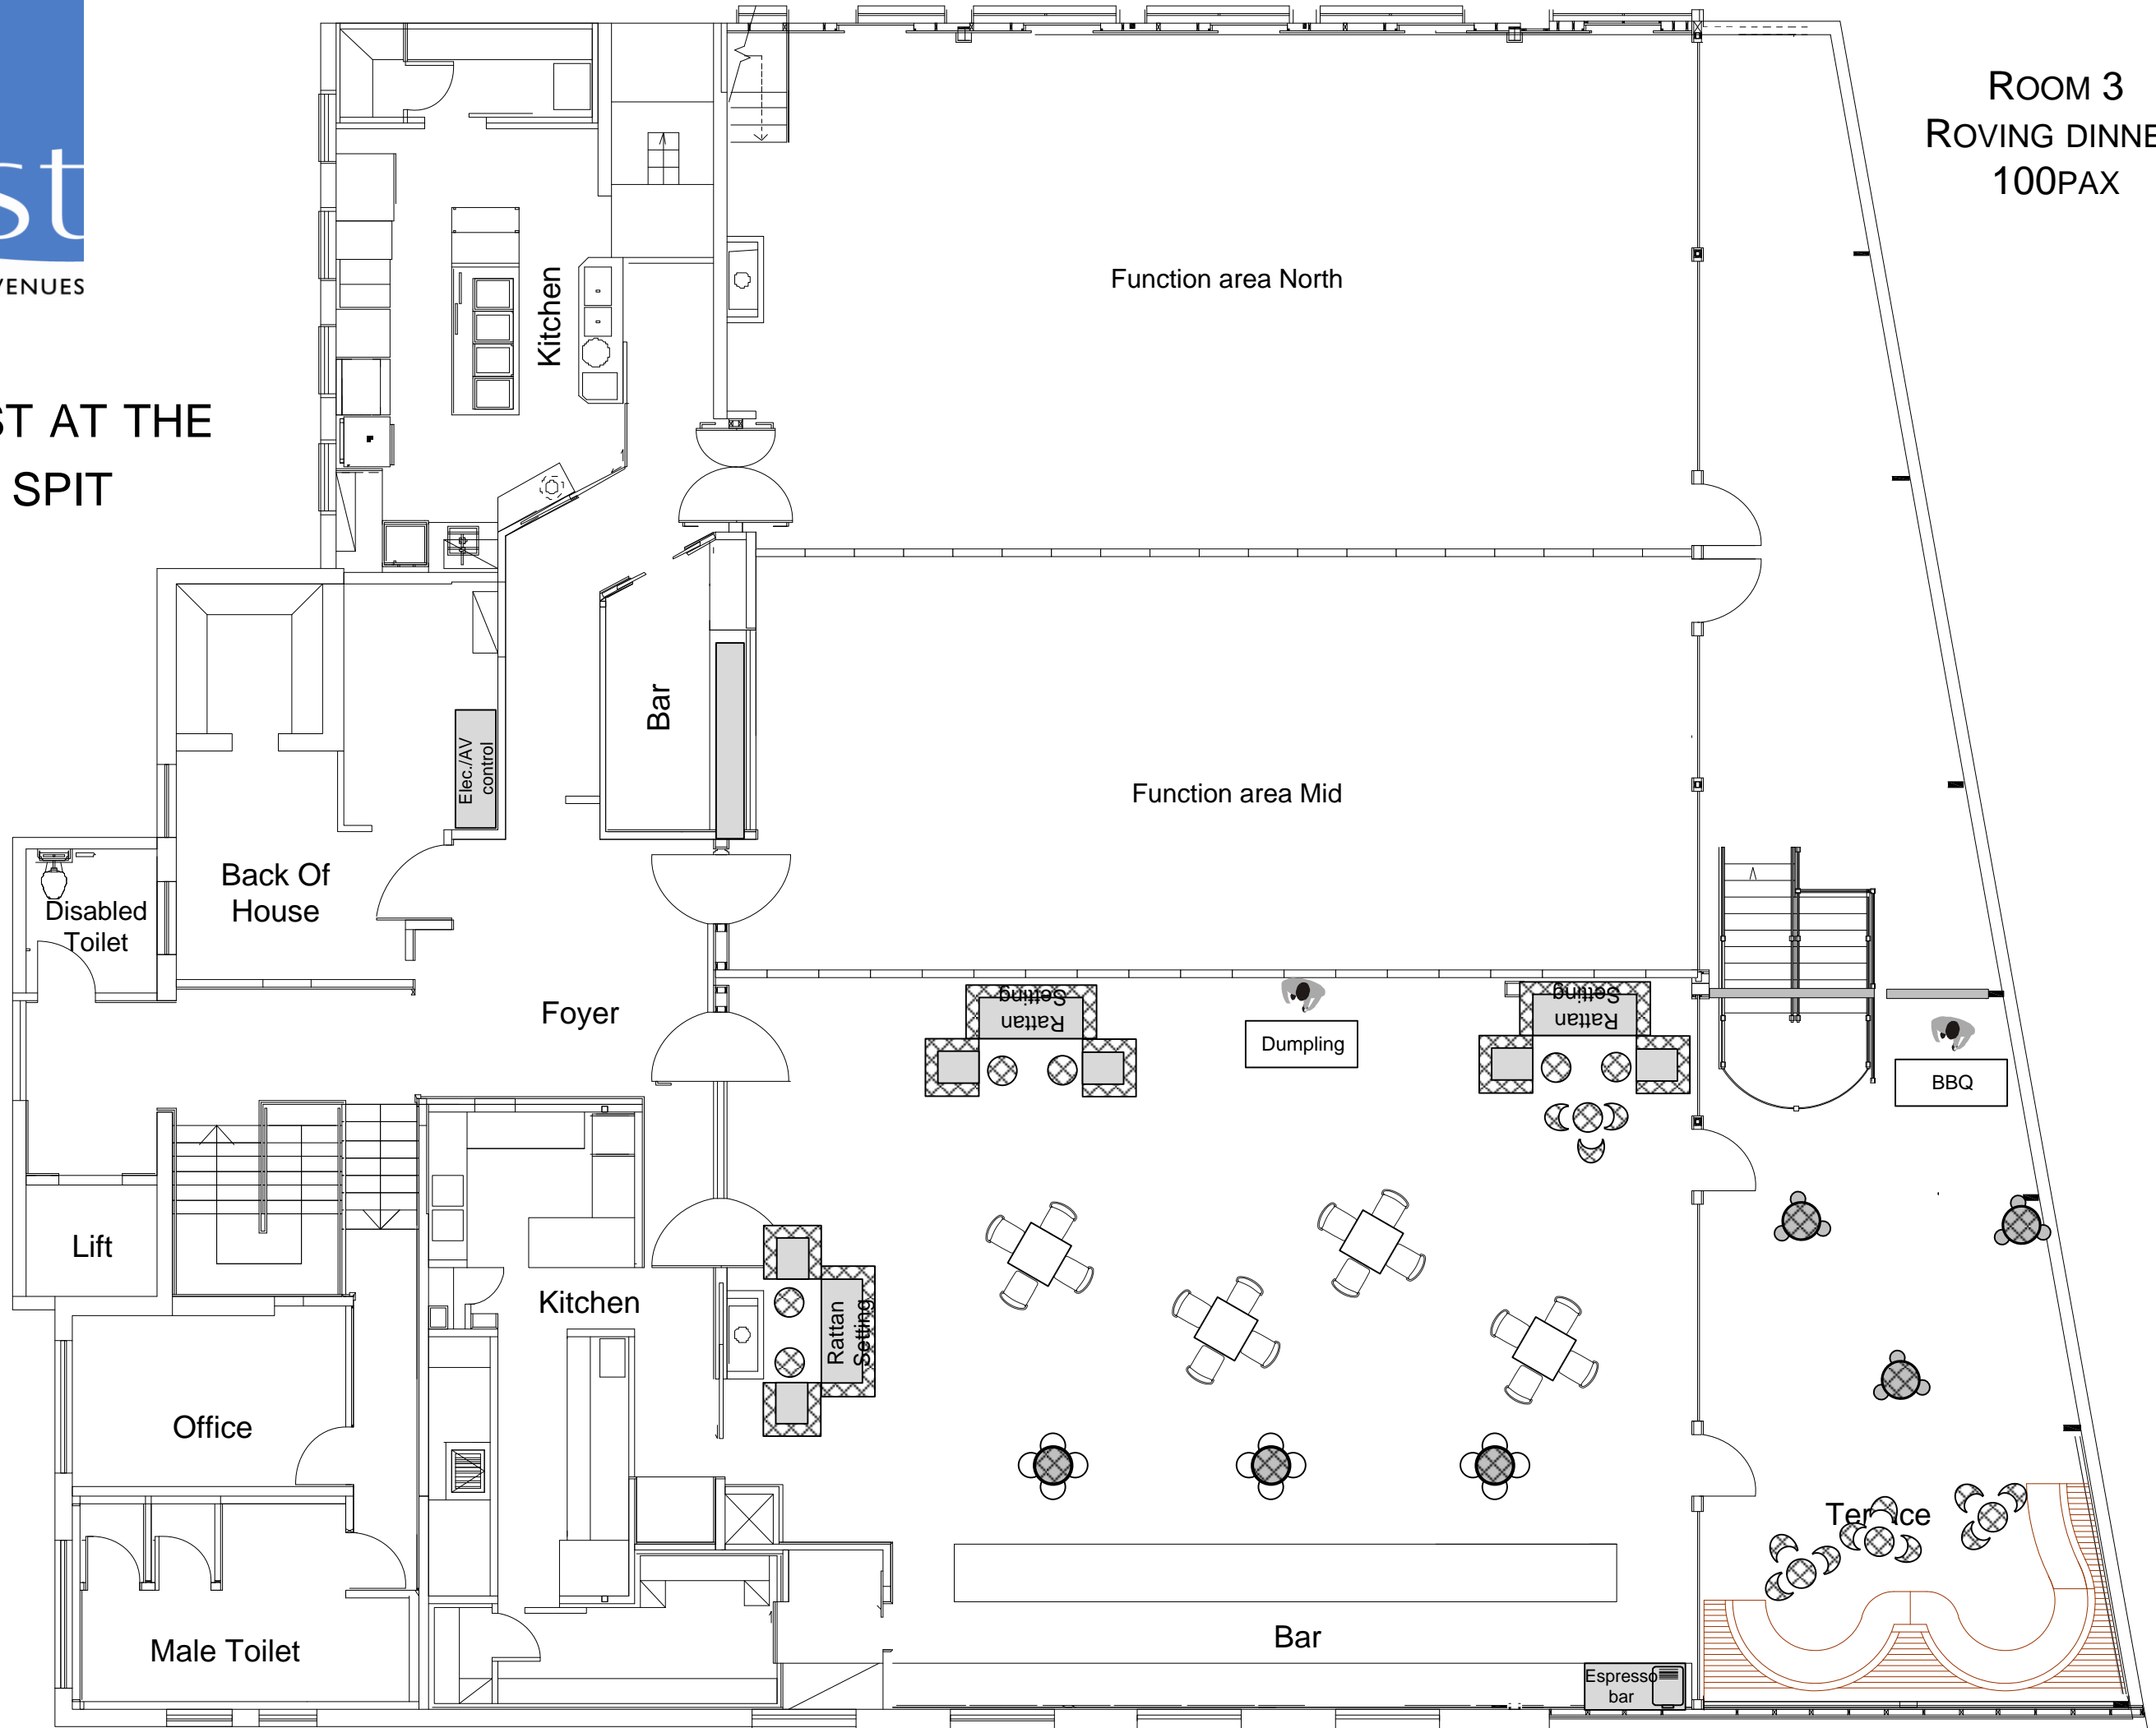 st
VENUES
ST AT THE
SPIT
ROOM 3
ROVING DINNE
100PAX
Kitchen
Function area North
Bar
Elec./AV
control
Function area Mid
Back Of
House
Disabled
Toilet
Foyer
Rattan
Setting
Dumpling
Rattan
Setting
BBQ
Lift
Kitchen
Rattan
Setting
Office
Terrace
Male Toilet
Bar
Espresso
bar